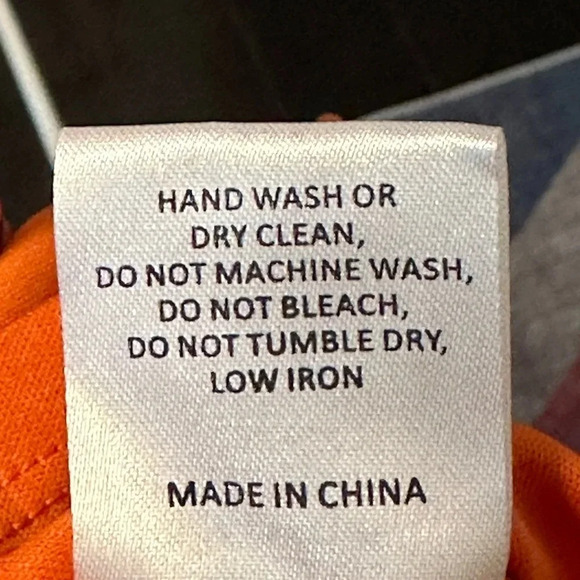 HAND WASH OR
DRY CLEAN,
DO NOT MACHINE WASH,
DO NOT BLEACH,
DO NOT TUMBLE DRY,
LOW IRON
MADE IN CHINA